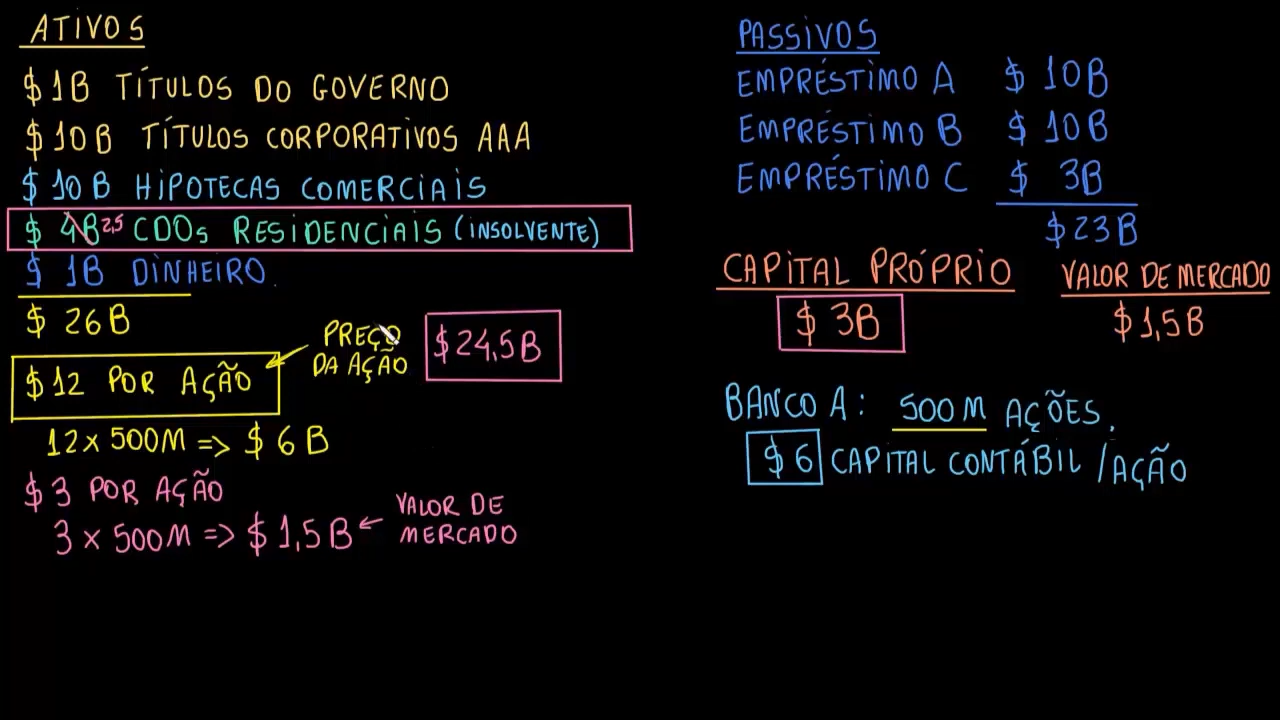 ATIVOS
$ 1B TÍTULOS DO GOVERNO
$ 10B TÍTULOS CORPORATIVOS AAA
$ 10B HIPOTECAS COMERCIAIS
$ 4B 2,5 CDOs RESIDENCIAIS (INSOLVENTE)
$ 1B DINHEIRO.
$ 26B
PREÇO
DA AÇÃO
$ 24,5B
$ 12 POR AÇÃO
12 x 500M => $ 6B
$ 3 POR AÇÃO
3 x 500M => $ 1,5B
VALOR DE
MERCADO
PASSIVOS
EMPRÉSTIMO A $ 10B
EMPRÉSTIMO B $ 10B
EMPRÉSTIMO C $ 3B
$ 23B
CAPITAL PRÓPRIO
$ 3B
VALOR DE MERCADO
$ 1,5B
BANCO A: 500M AÇÕES.
$ 6 CAPITAL CONTÁBIL / AÇÃO